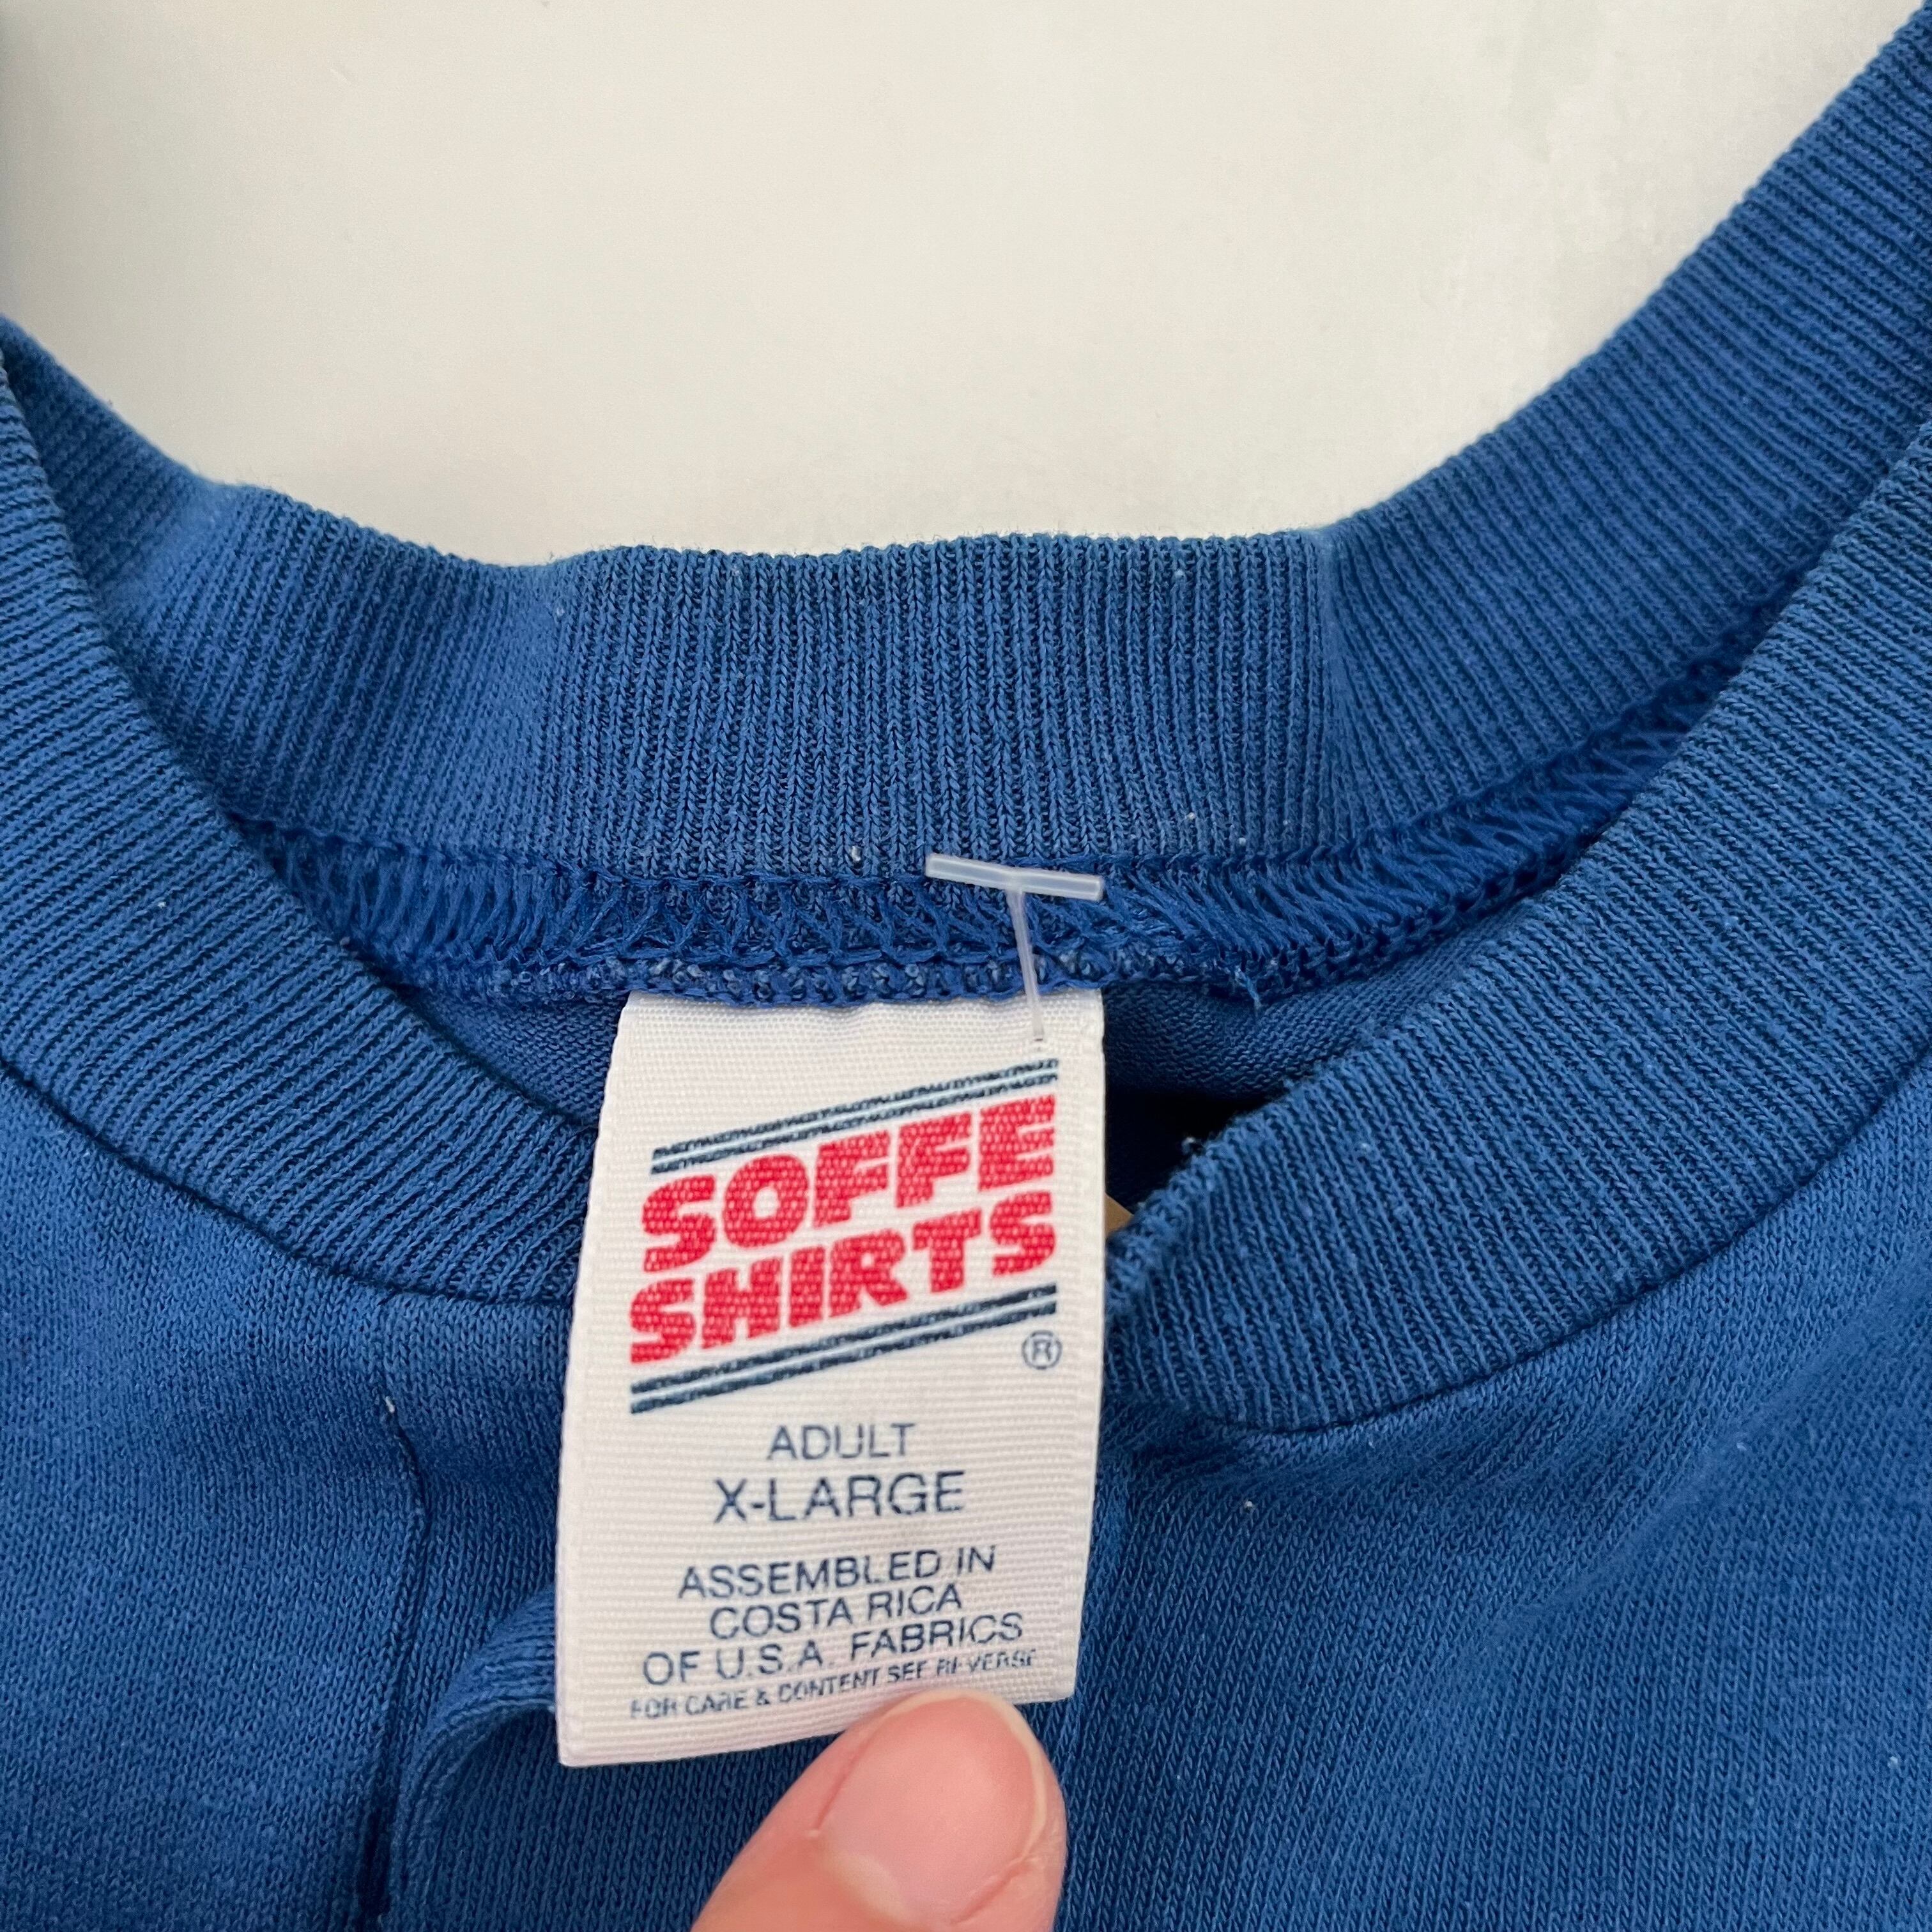 SOFFE
SHIRTS
®
ADULT
X-LARGE
ASSEMBLED IN
COSTA RICA
OF U.S.A. FABRICS
FOR CARE & CONTENT SEE REVERSE